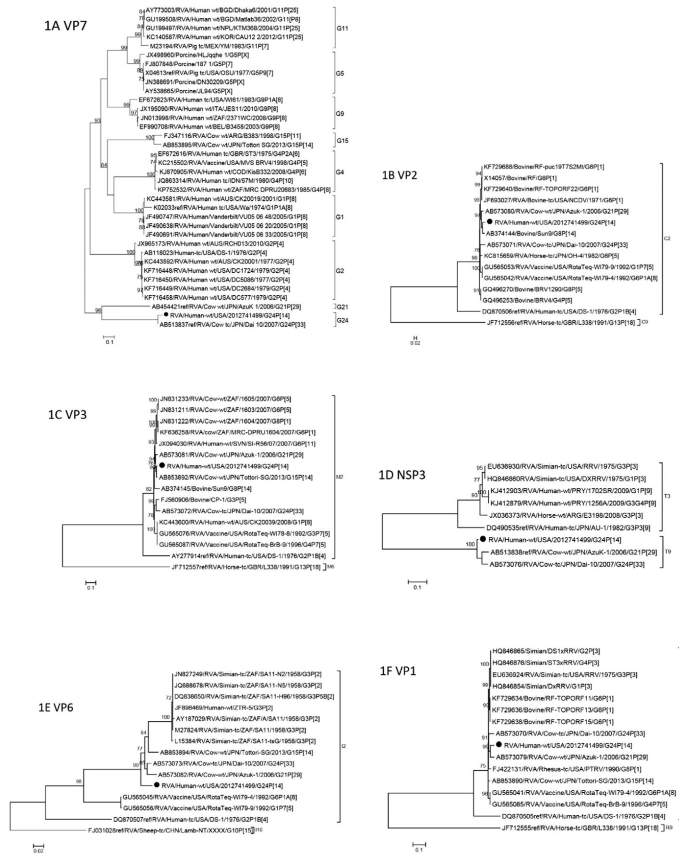 1A VP7
AY773003/RVA/Human wt/BGD/Dhaka6/2001/G11P[25]
GU199508/RVA/Human wt/BGD/Matlab36/2002/G11[P8]
GU199497/RVA/Human wt/NPL/KTM368/2004/G11P[25]
KC140587/RVA/Human wt/KOR/CAU12 2/2012/G11P[25]
M23194/RVA/Pig tc/MEX/YM/1983/G11P[7]
G11
JX498960/Porcine/HLJqqhe 1/G5P[X]
FJ807848/Porcine/187 1/G5P[7]
X04613ref/RVA/Pig tc/USA/OSU/1977/G5P9[7]
JN388691/Porcine/DN30209/G5P[X]
AY538665/Porcine/JL94/G5P[X]
G5
EF672623/RVA/Human tc/USA/WI61/1983/G9P1A[8]
JX195090/RVA/Human wt/ITA/JES11/2010/G9P[8]
JN013998/RVA/Human wt/ZAF/2371WC/2008/G9P[8]
EF990708/RVA/Human wt/BEL/B3458/2003/G9P[8]
G9
FJ347116/RVA/Cow wt/ARG/B383/1998/G15P[11]
AB853895/RVA/Cow wt/JPN/Tottori SG/2013/G15P[14]
G15
EF672616/RVA/Human tc/GBR/ST3/1975/G4P2A[6]
KC215502/RVA/Vaccine/USA/MVS BRV4/1998/G4P[5]
KJ870905/RVA/Human wt/COD/KisB332/2008/G4P[6]
JQ863314/RVA/Human tc/IDN/57M/1980/G4P[10]
KP752532/RVA/Human wt/ZAF/MRC DPRU20683/1985/G4P[8]
G4
KC443581/RVA/Human wt/AUS/CK20019/2001/G1P[8]
K02033ref/RVA/Human tc/USA/Wa/1974/G1P1A[8]
JF490747/RVA/Human/Vanderbilt/VU05 06 48/2005/G1P[8]
JF490638/RVA/Human/Vanderbilt/VU05 06 20/2005/G1P[8]
JF490691/RVA/Human/Vanderbilt/VU05 06 33/2005/G1P[8]
G1
JX965173/RVA/Human wt/AUS/RCH013/2010/G2P[4]
AB118023/RVA/Human tc/USA/DS-1/1976/G2P[4]
KC443592/RVA/Human wt/AUS/CK20001/1977/G2P[4]
KF716448/RVA/Human wt/USA/DC1724/1979/G2P[4]
KF716450/RVA/Human wt/USA/DC5086/1977/G2P[4]
KF716449/RVA/Human wt/USA/DC2684/1979/G2P[4]
KF716458/RVA/Human wt/USA/DC577/1979/G2P[4]
G2
AB454421ref/RVA/Cow wt/JPN/AzuK 1/2006/G21P[29]
G21
RVA/Human-wt/USA/2012741499/G24P[14]
AB513837ref/RVA/Cow tc/JPN/Dai 10/2007/G24P[33]
G24
0.1
1B VP2
KF729688/Bovine/RF-puc19T7S2Mt/G6P[1]
X14057/Bovine/RF/G6P[1]
KF729640/Bovine/RF-TOPORF22/G6P[1]
JF693027/RVA/Bovine-tc/USA/NCDV/1971/G6P[1]
AB573080/RVA/Cow-wt/JPN/Azuk-1/2006/G21P[29]
RVA/Human-wt/USA/2012741499/G24P[14]
AB374144/Bovine/Sun9/G8P[14]
AB573071/RVA/Cow-tc/JPN/Dai-10/2007/G24P[33]
KC815659/RVA/Horse-tc/JPN/OH-4/1982/G6P[5]
GU565053/RVA/Vaccine/USA/RotaTeq-WI79-9/1992/G1P7[5]
GU565042/RVA/Vaccine/USA/RotaTeq-WI79-4/1992/G6P1A[8]
GQ496270/Bovine/BRV1290/G8P[5]
GQ496253/Bovine/BRV4/G4P[5]
DQ870506ref/RVA/Human-tc/USA/DS-1/1976/G2P1B[4]
JF712556ref/RVA/Horse-tc/GBR/L338/1991/G13P[18]
C2
C9
0.02
1C VP3
JN831233/RVA/Cow-wt/ZAF/1605/2007/G6P[5]
JN831211/RVA/Cow-wt/ZAF/1603/2007/G6P[5]
JN831222/RVA/Cow-wt/ZAF/1604/2007/G8P[1]
KF636258/RVA/cow/ZAF/MRC-DPRU1604/2007/G6P[1]
JX094030/RVA/Human-wt/SVN/SI-R56/07/2006/G6P[11]
AB573081/RVA/Cow-wt/JPN/Azuk-1/2006/G21P[29]
RVA/Human-wt/USA/2012741499/G24P[14]
AB853892/RVA/Cow-wt/JPN/Tottori-SG/2013/G15P[14]
AB374145/Bovine/Sun9/G8P[14]
FJ560906/Bovine/CP-1/G3P[5]
AB573072/RVA/Cow-tc/JPN/Dai-10/2007/G24P[33]
KC443600/RVA/Human-wt/AUS/CK20039/2008/G1P[8]
GU565076/RVA/Vaccine/USA/RotaTeq-WI78-8/1992/G3P7[5]
GU565087/RVA/Vaccine/USA/RotaTeq-BrB-9/1996/G4P7[5]
AY277914ref/RVA/Human-tc/USA/DS-1/1976/G2P1B[4]
JF712557ref/RVA/Horse-tc/GBR/L338/1991/G13P[18]
M2
M6
0.1
1D NSP3
EU636930/RVA/Simian-tc/USA/RRV/1975/G3P[3]
HQ846860/RVA/Simian-tc/USA/DXRRV/1975/G1P[3]
KJ412903/RVA/Human-wt/PRY/1702SR/2009/G1P[9]
KJ412879/RVA/Human-wt/PRY/1256A/2009/G3G4P[9]
JX036373/RVA/Horse-wt/ARG/E3198/2008/G3P[3]
DQ490535ref/RVA/Human-tc/JPN/AU-1/1982/G3P3[9]
T3
RVA/Human-wt/USA/2012741499/G24P[14]
AB513838ref/RVA/Cow-wt/JPN/AzuK-1/2006/G21P[29]
AB573076/RVA/Cow-wt/JPN/Dai-10/2007/G24P[33]
T9
0.1
1E VP6
JN827249/RVA/Simian-tc/ZAF/SA11-N2/1958/G3P[2]
JQ688678/RVA/Simian-tc/ZAF/SA11-N5/1958/G3P[2]
DQ838650/RVA/Simian-tc/ZAF/SA11-H96/1958/G3P5B[2]
JF896469/Human-wt/ZTR-5/G3P[2]
AY187029/RVA/Simian-tc/ZAF/SA11/1958/G3P[2]
M27824/RVA/Simian-tc/ZAF/SA11/1958/G3P[2]
L15384/RVA/Simian-tc/ZAF/SA11-tsG/1958/G3P[2]
AB853894/RVA/Cow-wt/JPN/Tottori-SG/2013/G15P[14]
AB573073/RVA/Cow-tc/JPN/Dai-10/2007/G24P[33]
AB573082/RVA/Cow-wt/JPN/Azuk-1/2006/G21P[29]
RVA/Human-wt/USA/2012741499/G24P[14]
GU565045/RVA/Vaccine/USA/RotaTeq-WI79-4/1992/G6P1A[8]
GU565056/RVA/Vaccine/USA/RotaTeq-WI79-9/1992/G1P7[5]
DQ870507ref/RVA/Human-tc/USA/DS-1/1976/G2P1B[4]
FJ031028ref/RVA/Sheep-tc/CHN/Lamb-NT/XXXX/G10P[15]
I2
I10
0.02
1F VP1
HQ846865/Simian/DS1xRRV/G2P[3]
HQ846876/Simian/ST3xRRV/G4P[3]
EU636924/RVA/Simian-tc/USA/RRV/1975/G3P[3]
HQ846854/Simian/DxRRV/G1P[3]
KF729684/Bovine/RF-TOPORF11/G6P[1]
KF729636/Bovine/RF-TOPORF13/G6P[1]
KF729638/Bovine/RF-TOPORF15/G6P[1]
AB573070/RVA/Cow-tc/JPN/Dai-10/2007/G24P[33]
RVA/Human-wt/USA/2012741499/G24P[14]
AB573079/RVA/Cow-wt/JPN/Azuk-1/2006/G21P[29]
FJ422131/RVA/Rhesus-tc/USA/PTRV/1990/G8P[1]
AB853890/RVA/Cow-wt/JPN/Tottori-SG/2013/G15P[14]
GU565041/RVA/Vaccine/USA/RotaTeq-WI79-4/1992/G6P1A[8]
GU565085/RVA/Vaccine/USA/RotaTeq-BrB-9/1996/G4P7[5]
DQ870505ref/RVA/Human-tc/USA/DS-1/1976/G2P1B[4]
JF712555ref/RVA/Horse-tc/GBR/L338/1991/G13P[18]
R9
0.1